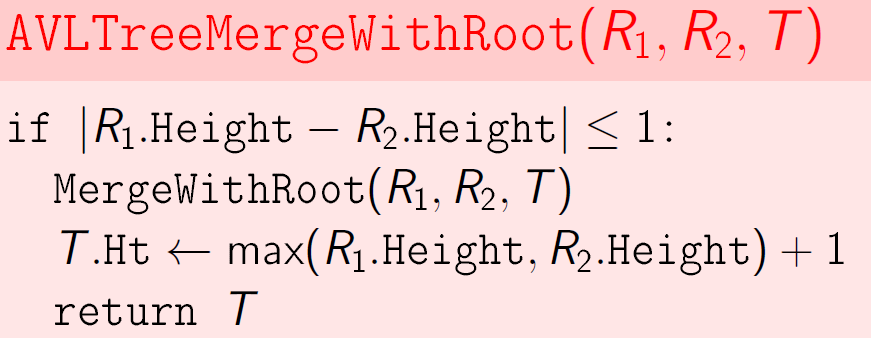 AVLTreeMergeWithRoot(R₁, R₂, T)
if |R₁.Height − R₂.Height| ≤ 1:
MergeWithRoot(R₁, R₂, T)
T.Ht ← max(R₁.Height, R₂.Height) + 1
return T